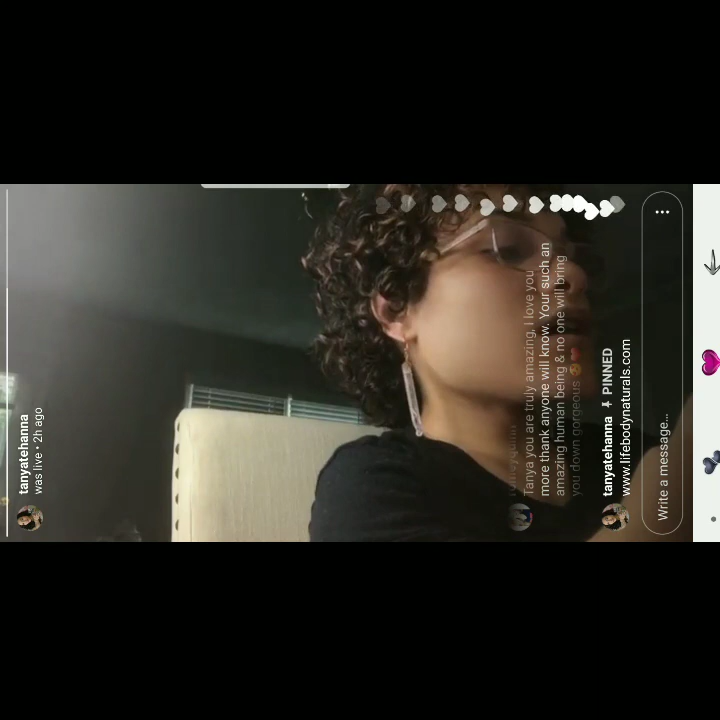 tanyatehanna
was live • 2h ago
Tanya you are truly amazing, I love you
more thank anyone will know. Your such an
amazing human being & no one will bring
you down gorgeous 😢❤️
tanyatehanna 📌 PINNED
www.lifebodynaturals.com
Write a message...